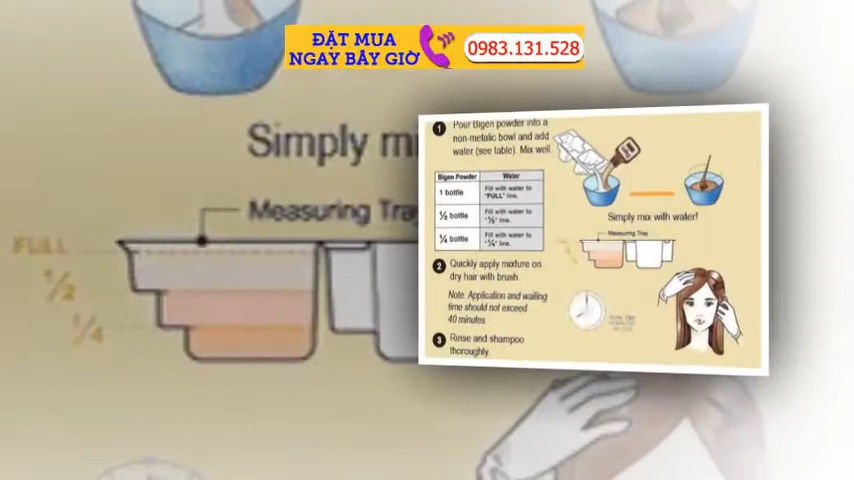 ĐẶT MUA
NGAY BÂY GIỜ
0983.131.528
Simply mi
Measuring Tray
FULL
1/2
1/4
1 Pour Bigen powder into a
non-metalic bowl and add
water (see table). Mix well.
Bigen Powder Water
1 bottle Fill with water to
"FULL" line.
½ bottle Fill with water to
"½" line.
¼ bottle Fill with water to
"¼" line.
Simply mix with water!
Measuring Tray
2 Quickly apply mixture on
dry hair with brush.
Note: Application and waiting
time should not exceed
40 minutes.
3 Rinse and shampoo
thoroughly.